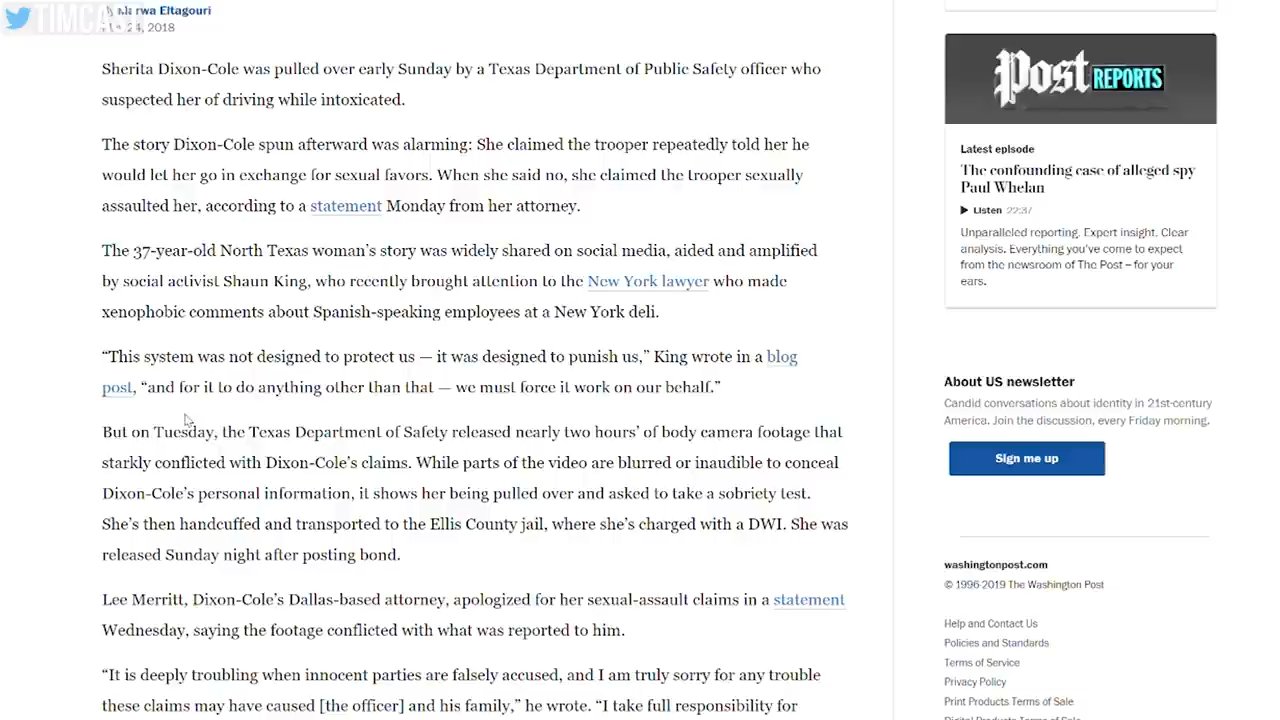 TIMCAST
rwa Eltagouri
24, 2018
Sherita Dixon-Cole was pulled over early Sunday by a Texas Department of Public Safety officer who
suspected her of driving while intoxicated.
The story Dixon-Cole spun afterward was alarming: She claimed the trooper repeatedly told her he
would let her go in exchange for sexual favors. When she said no, she claimed the trooper sexually
assaulted her, according to a statement Monday from her attorney.
The 37-year-old North Texas woman's story was widely shared on social media, aided and amplified
by social activist Shaun King, who recently brought attention to the New York lawyer who made
xenophobic comments about Spanish-speaking employees at a New York deli.
“This system was not designed to protect us — it was designed to punish us,” King wrote in a blog
post, “and for it to do anything other than that — we must force it work on our behalf.”
But on Tuesday, the Texas Department of Safety released nearly two hours’ of body camera footage that
starkly conflicted with Dixon-Cole’s claims. While parts of the video are blurred or inaudible to conceal
Dixon-Cole’s personal information, it shows her being pulled over and asked to take a sobriety test.
She’s then handcuffed and transported to the Ellis County jail, where she’s charged with a DWI. She was
released Sunday night after posting bond.
Lee Merritt, Dixon-Cole’s Dallas-based attorney, apologized for her sexual-assault claims in a statement
Wednesday, saying the footage conflicted with what was reported to him.
“It is deeply troubling when innocent parties are falsely accused, and I am truly sorry for any trouble
these claims may have caused [the officer] and his family,” he wrote. “I take full responsibility for
Post REPORTS
Latest episode
The confounding case of alleged spy
Paul Whelan
Listen 22:37
Unparalleled reporting. Expert insight. Clear
analysis. Everything you’ve come to expect
from the newsroom of The Post – for your
ears.
About US newsletter
Candid conversations about identity in 21st-century
America. Join the discussion, every Friday morning.
Sign me up
washingtonpost.com
© 1996-2019 The Washington Post
Help and Contact Us
Policies and Standards
Terms of Service
Privacy Policy
Print Products Terms of Sale
Digital Products Terms of Sale